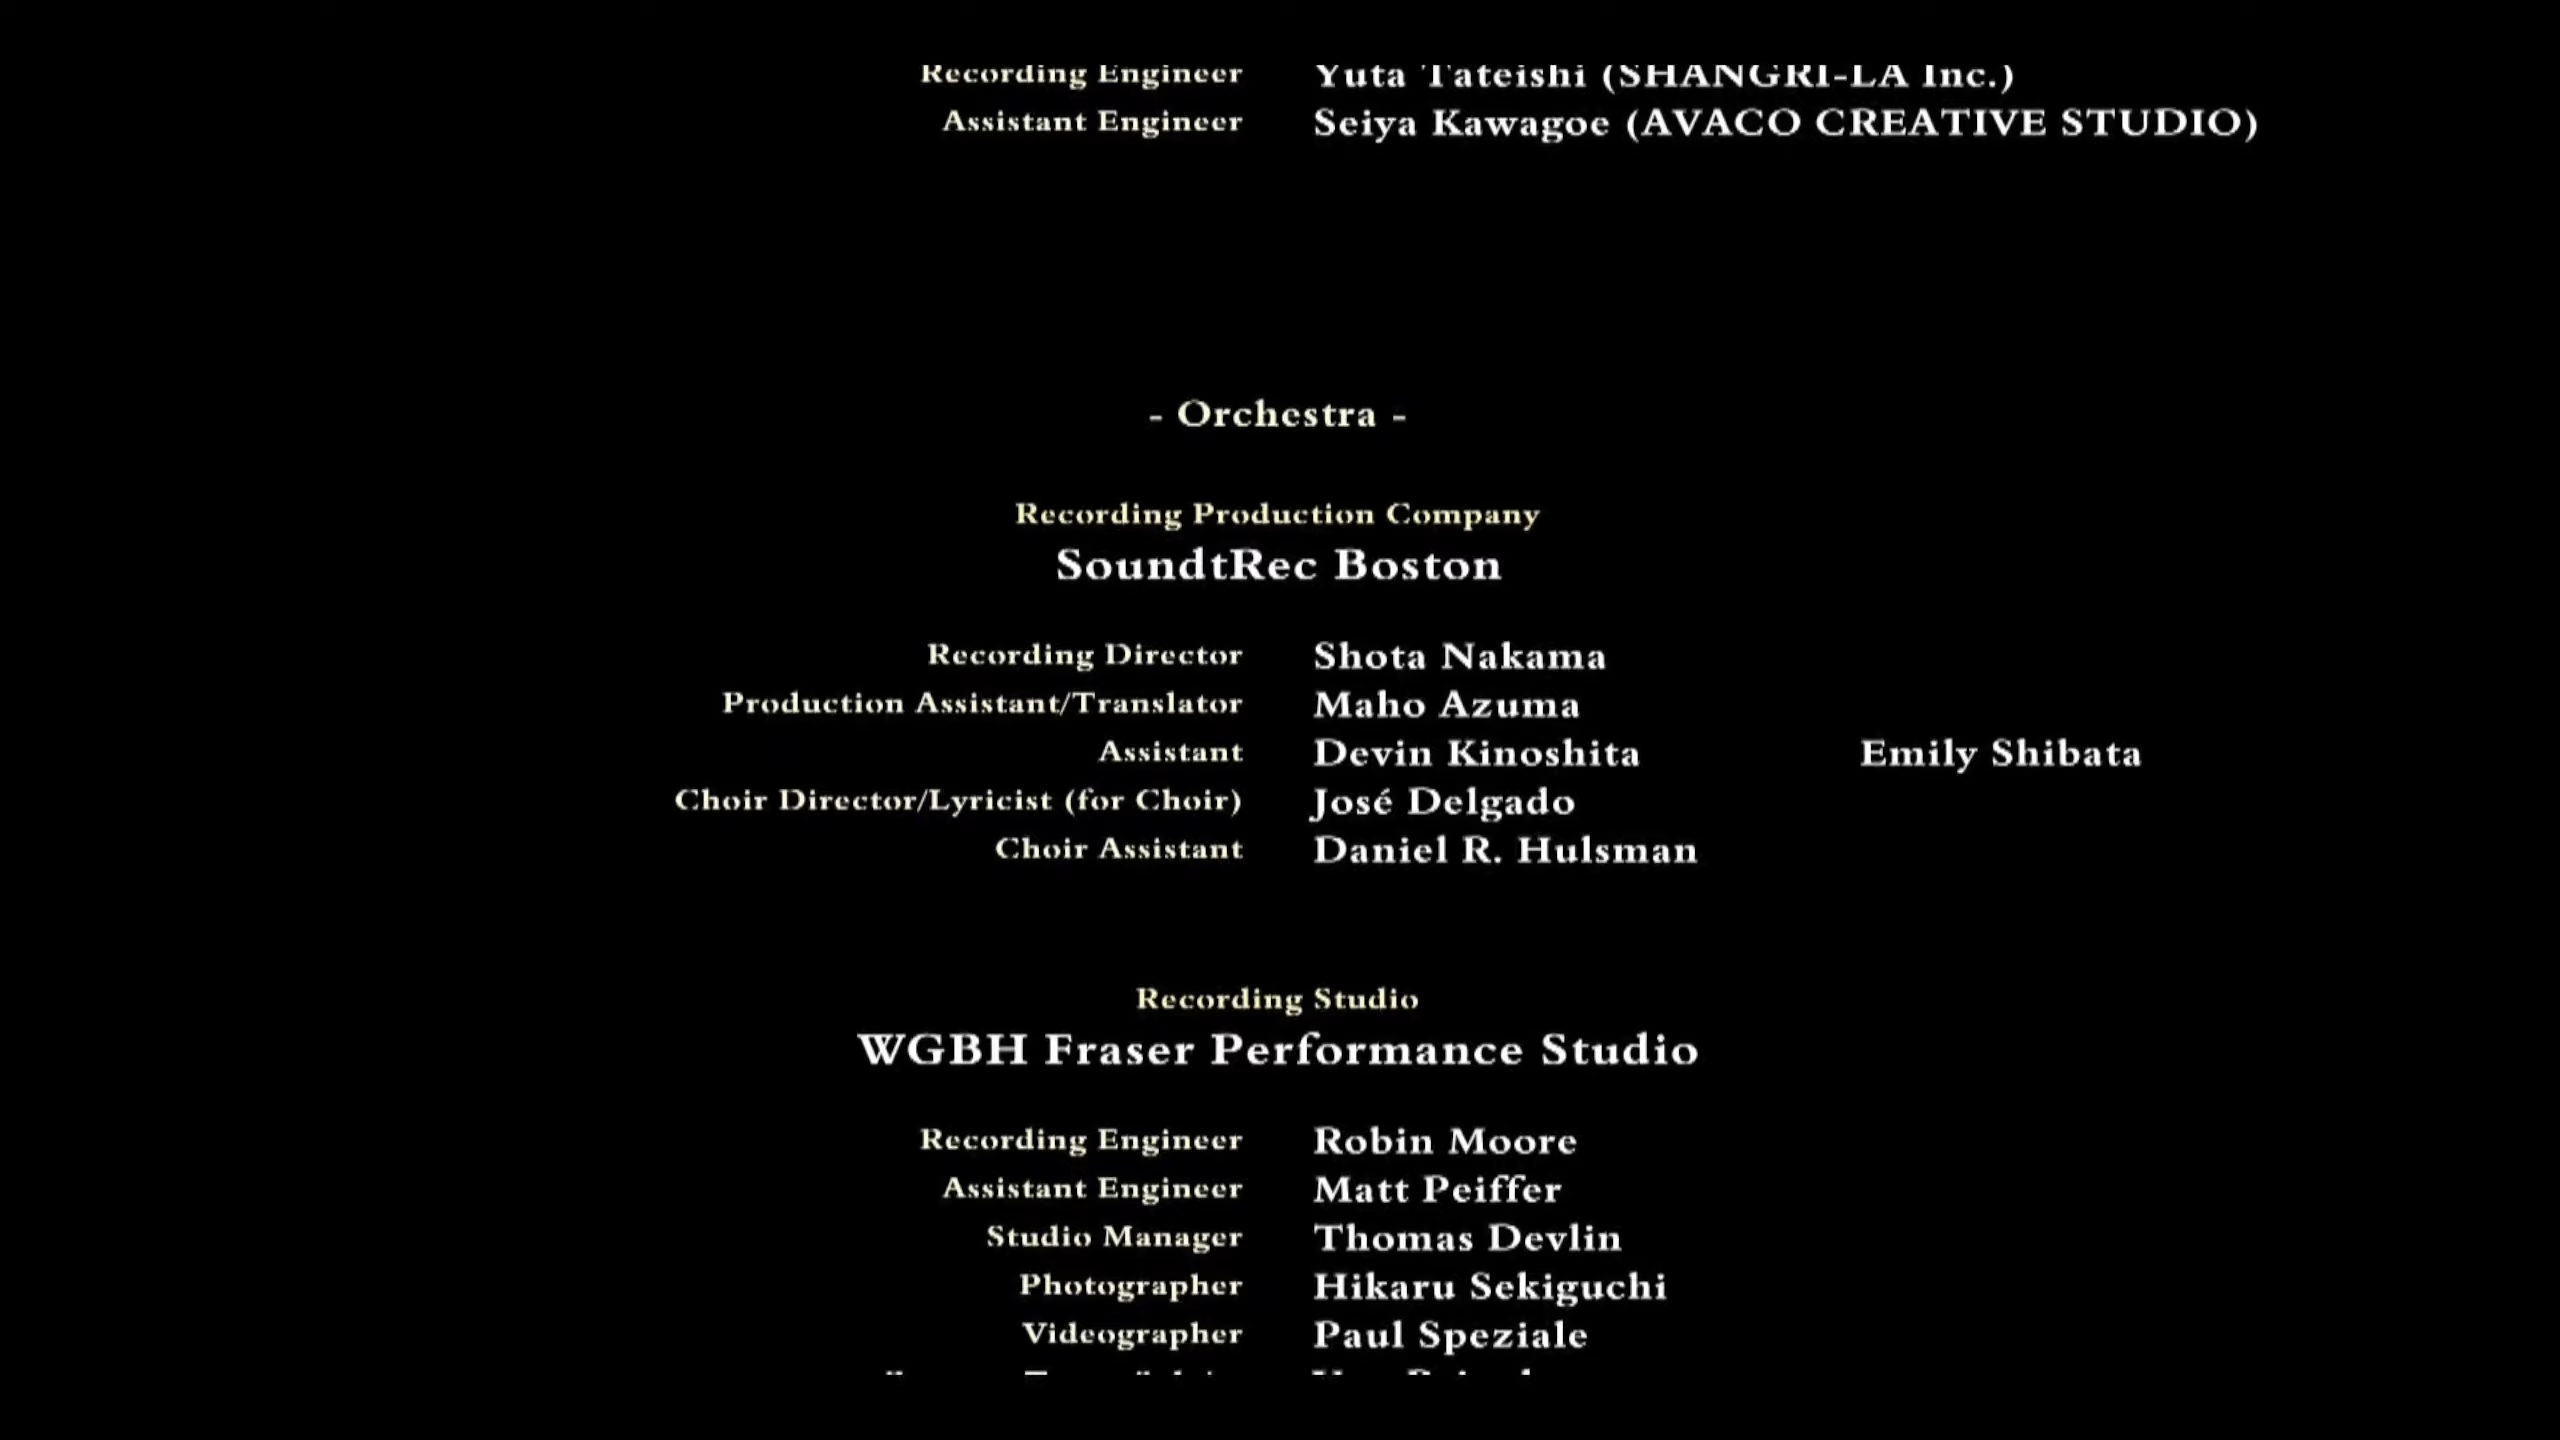 Recording Engineer Yuta Tateishi (SHANGRI-LA Inc.)
Assistant Engineer Seiya Kawagoe (AVACO CREATIVE STUDIO)
- Orchestra -
Recording Production Company
SoundtRec Boston
Recording Director Shota Nakama
Production Assistant/Translator Maho Azuma
Assistant Devin Kinoshita Emily Shibata
Choir Director/Lyricist (for Choir) José Delgado
Choir Assistant Daniel R. Hulsman
Recording Studio
WGBH Fraser Performance Studio
Recording Engineer Robin Moore
Assistant Engineer Matt Peiffer
Studio Manager Thomas Devlin
Photographer Hikaru Sekiguchi
Videographer Paul Speziale